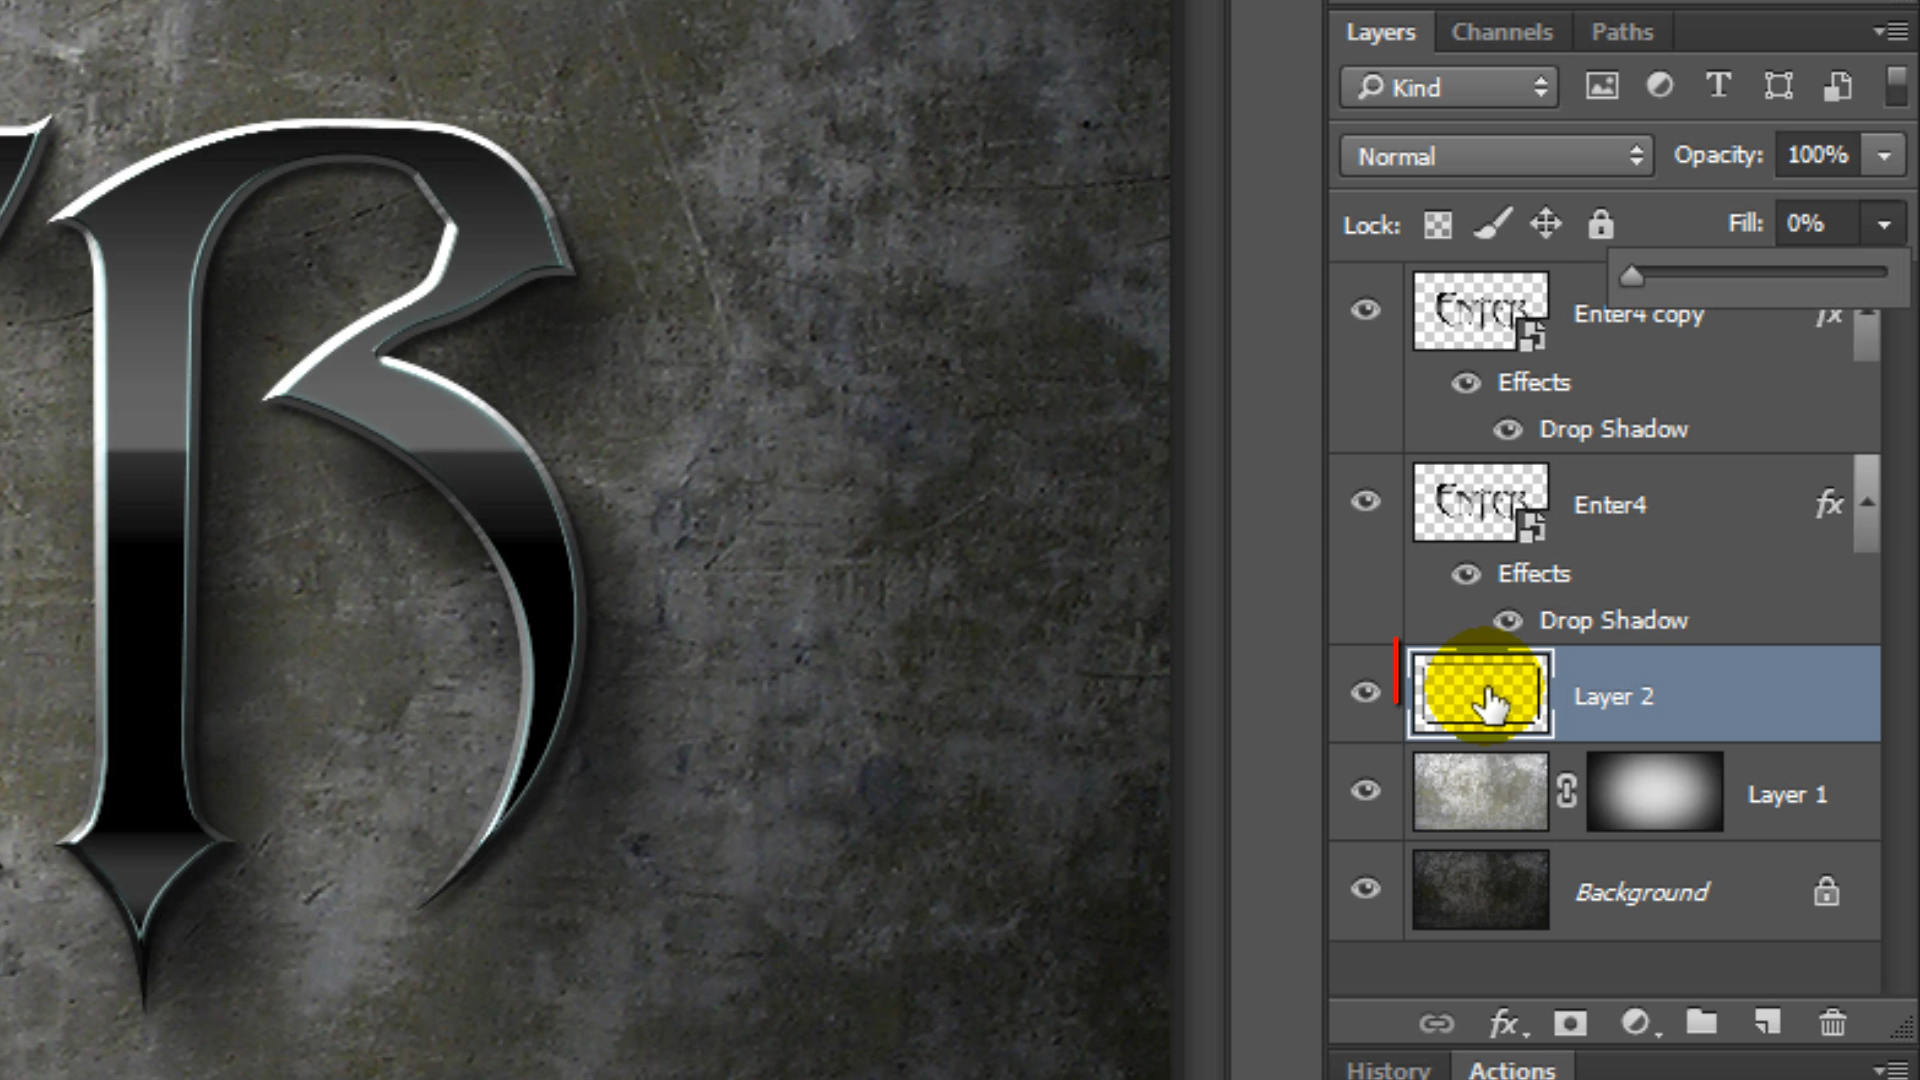 Layers Channels Paths
Kind
Normal Opacity: 100%
Lock: Fill: 0%
Enter4 copy fx
Effects
Drop Shadow
Enter4 fx
Effects
Drop Shadow
Layer 2
Layer 1
Background
fx
History Actions